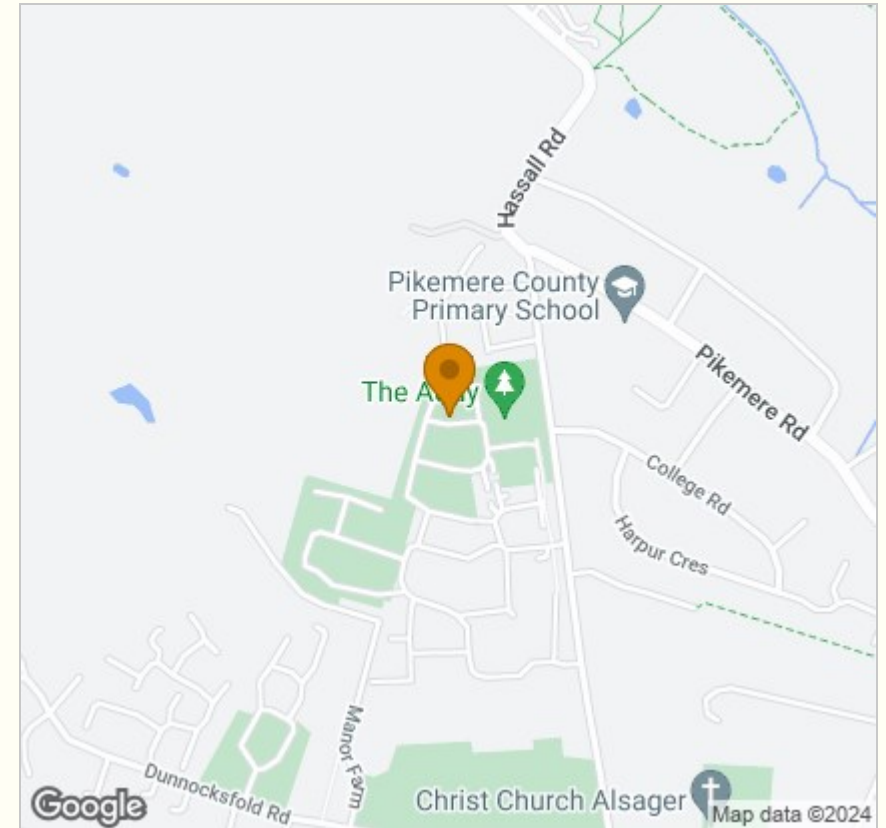 Hassall Rd
Pikemere County
Primary School
Pikemere Rd
The
College Rd
Harpur Cres
Manor Farm
Dunnocksfold Rd
Christ Church Alsager
Google
Map data ©2024